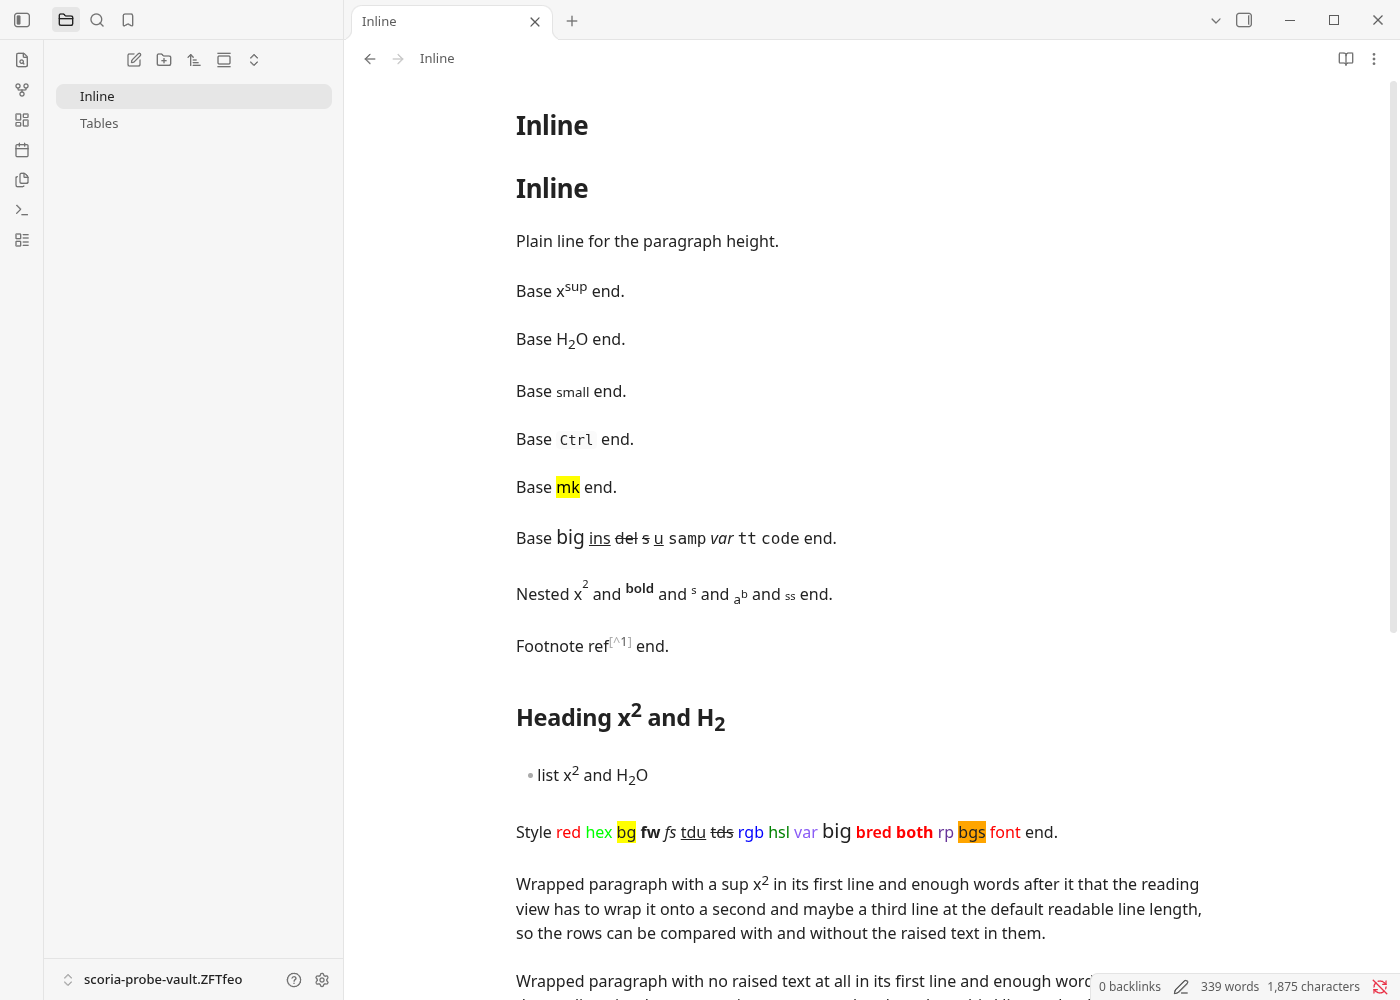 Inline
Inline
Inline
Tables
Inline
Inline
Plain line for the paragraph height.
Base xsup end.
Base H2O end.
Base small end.
Base Ctrl end.
Base mk end.
Base big ins del s u samp var tt code end.
Nested x2 and bold and s and ab and ss end.
Footnote ref[^1] end.
Heading x2 and H2
list x2 and H2O
Style red hex bg fw fs tdu tds rgb hsl var big bred both rp bgs font end.
Wrapped paragraph with a sup x2 in its first line and enough words after it that the reading
view has to wrap it onto a second and maybe a third line at the default readable line length,
so the rows can be compared with and without the raised text in them.
Wrapped paragraph with no raised text at all in its first line and enough
scoria-probe-vault.ZFTfeo
0 backlinks
339 words
1,875 characters